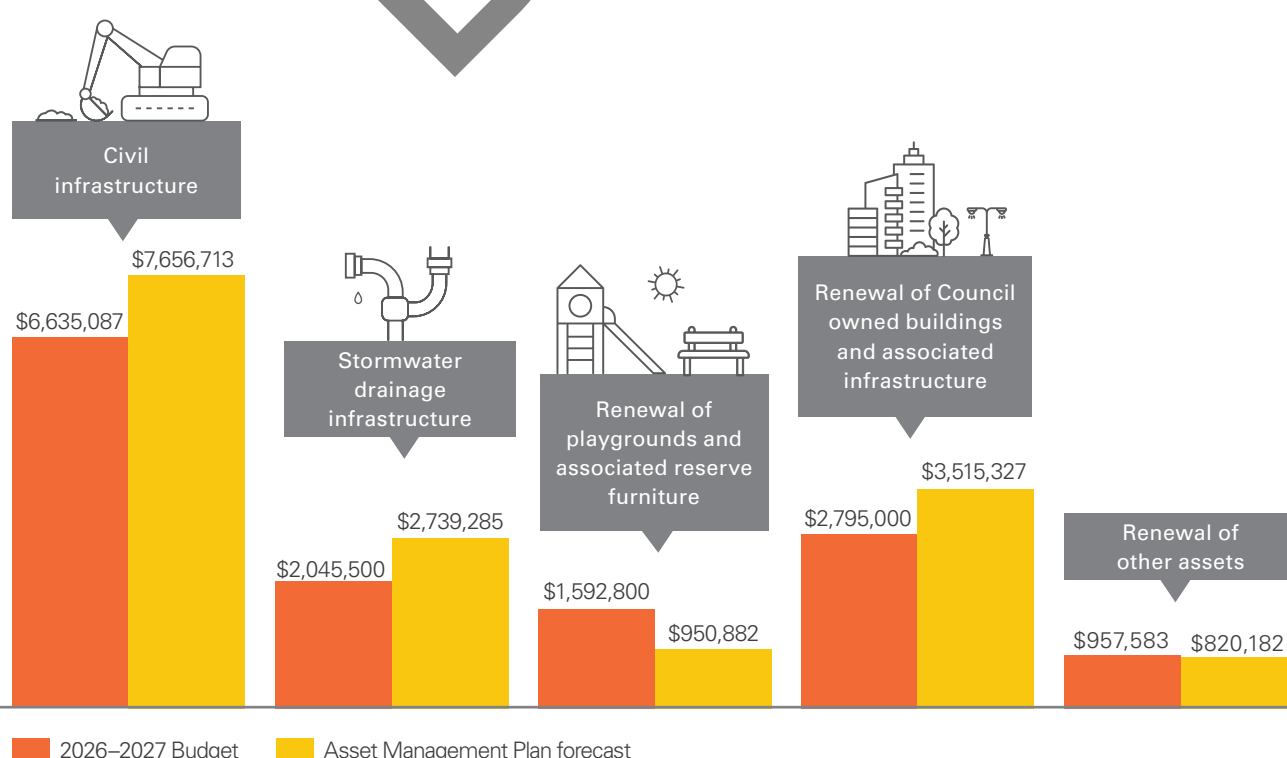 Civil
infrastructure
$7,656,713
$6,635,087
Stormwater
drainage
infrastructure
$2,739,285
$2,045,500
Renewal of
playgrounds and
associated reserve
furniture
$1,592,800
$950,882
Renewal of Council
owned buildings
and associated
infrastructure
$3,515,327
$2,795,000
Renewal of
other assets
$957,583
$820,182
2026–2027 Budget
Asset Management Plan forecast